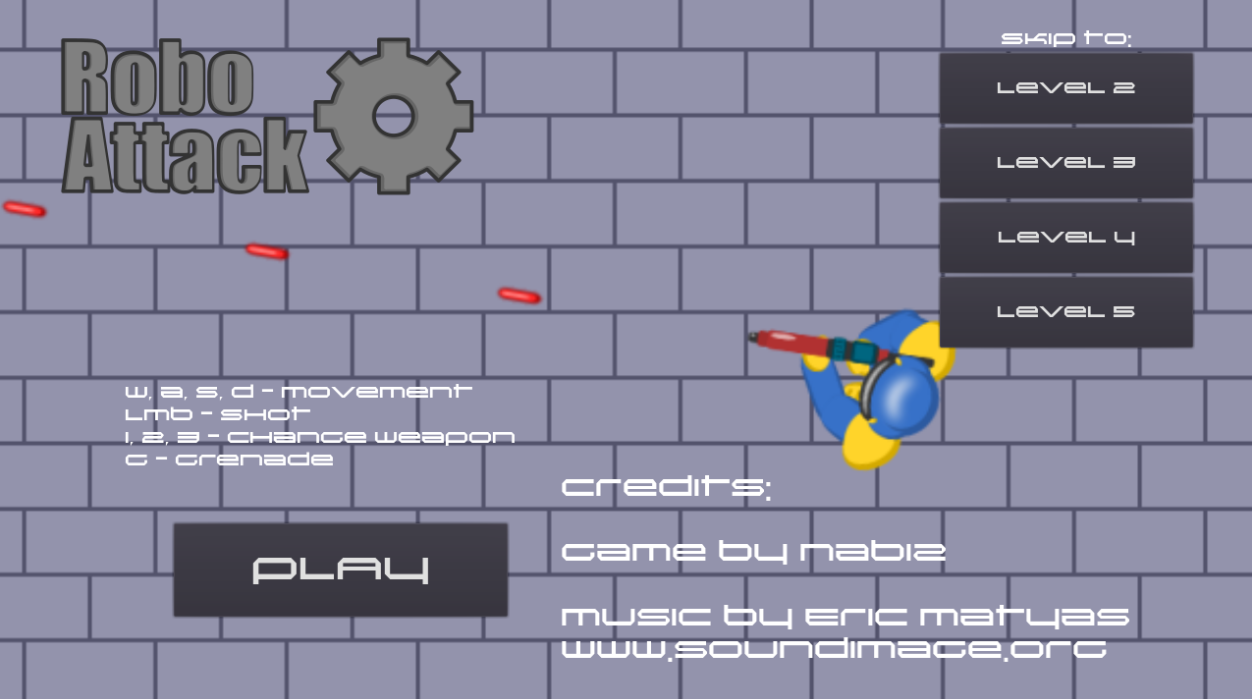 Robo
Attack
skip to:
Level 2
Level 3
Level 4
Level 5
w, a, s, d - movement
Lmb - shot
1, 2, 3 - change weapon
G - Grenade
PLAY
credits:
Game by nabiz
music by Eric Matyas
www.soundimage.org